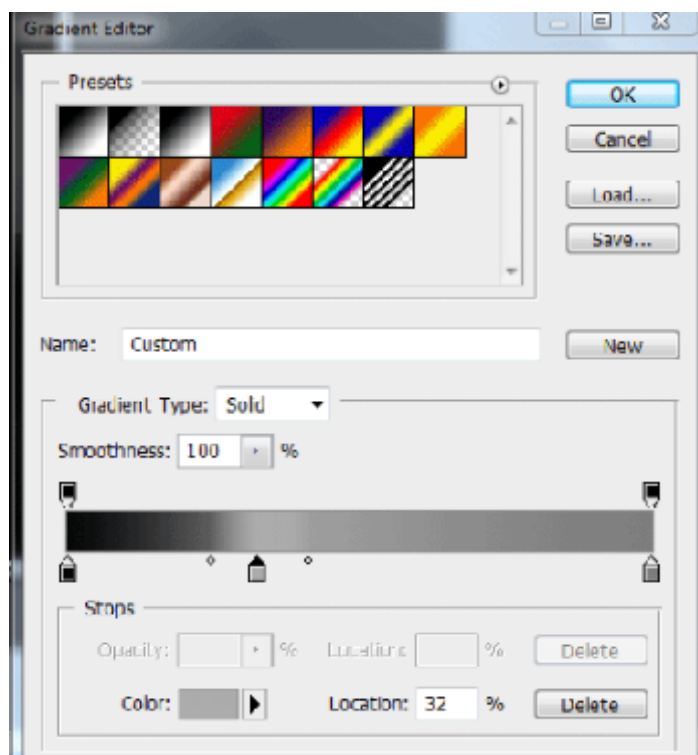 Gradient Editor
Presets
OK
Cancel
Load...
Save...
Name: Custom
New
Gradient Type: Solid
Smoothness: 100 %
Stops
Opacity: % Location: % Delete
Color: Location: 32 % Delete